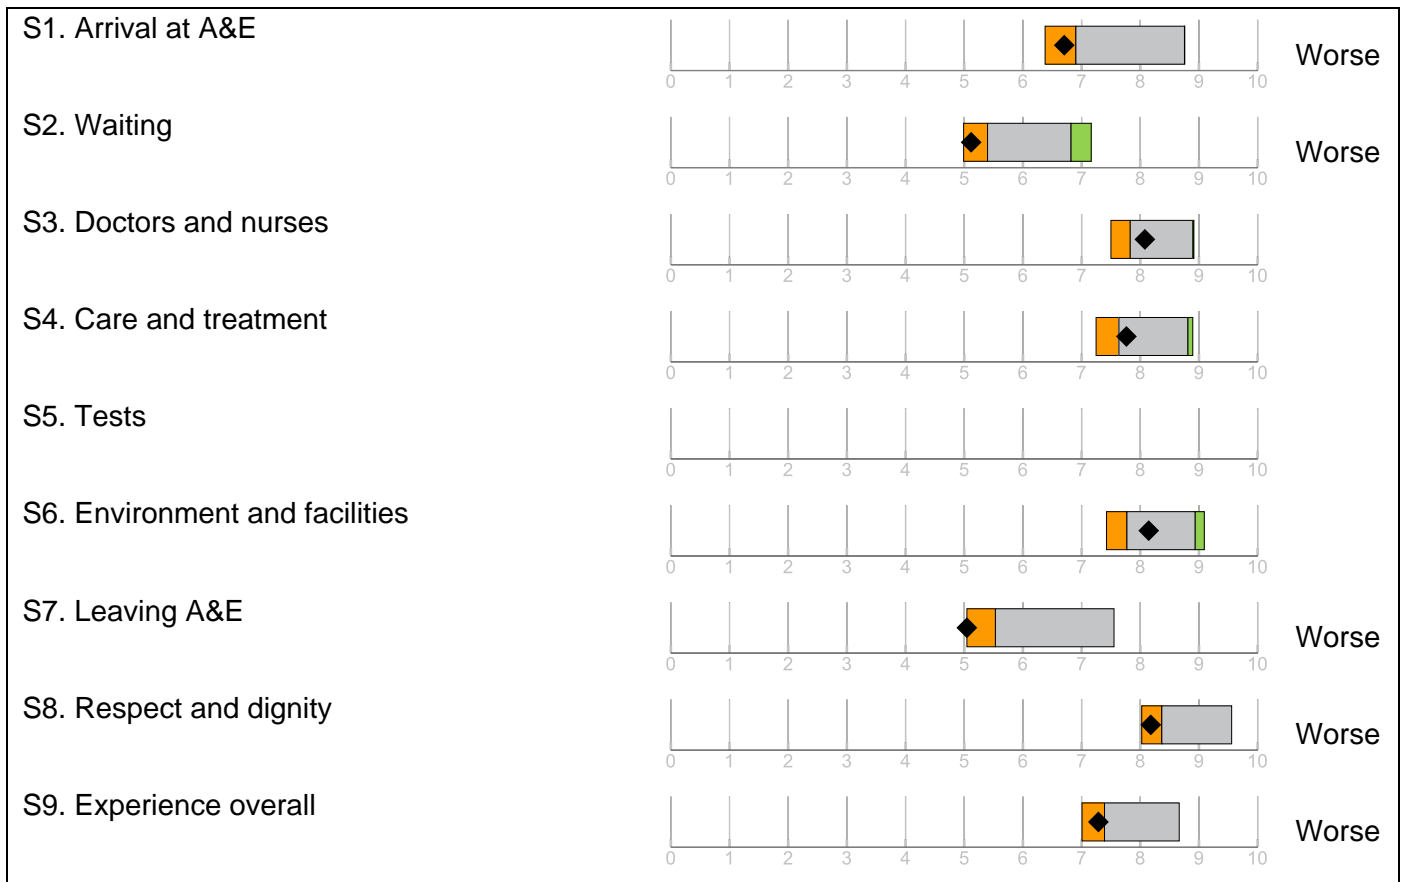 S1. Arrival at A&E
0 1 2 3 4 5 6 7 8 9 10
Worse
S2. Waiting
0 1 2 3 4 5 6 7 8 9 10
Worse
S3. Doctors and nurses
0 1 2 3 4 5 6 7 8 9 10
S4. Care and treatment
0 1 2 3 4 5 6 7 8 9 10
S5. Tests
0 1 2 3 4 5 6 7 8 9 10
S6. Environment and facilities
0 1 2 3 4 5 6 7 8 9 10
S7. Leaving A&E
0 1 2 3 4 5 6 7 8 9 10
Worse
S8. Respect and dignity
0 1 2 3 4 5 6 7 8 9 10
Worse
S9. Experience overall
0 1 2 3 4 5 6 7 8 9 10
Worse